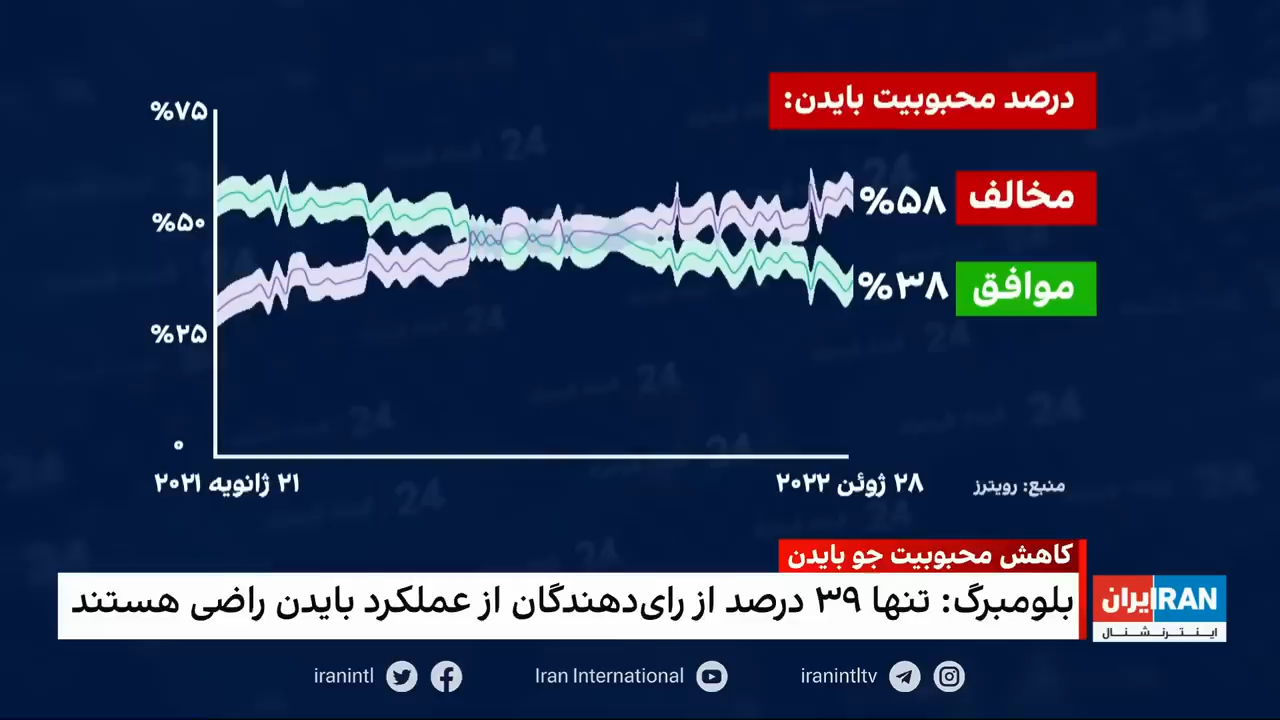 درصد محبوبیت بایدن:
%۷۵
%۵۰
%۲۵
۰
مخالف %۵۸
موافق %۳۸
۲۱ ژانویه ۲۰۲۱
۲۸ ژوئن ۲۰۲۲
منبع: رویترز
کاهش محبوبیت جو بایدن
بلومبرگ: تنها ۳۹ درصد از رای‌دهندگان از عملکرد بایدن راضی هستند
ایران IRAN
اینترنشنال
iranintl
Iran International
iranintltv
24